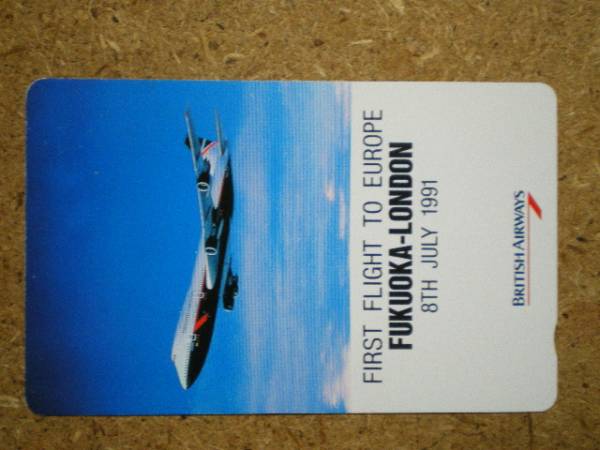 FIRST FLIGHT TO EUROPE
FUKUOKA-LONDON
8TH JULY 1991
BRITISH AIRWAYS